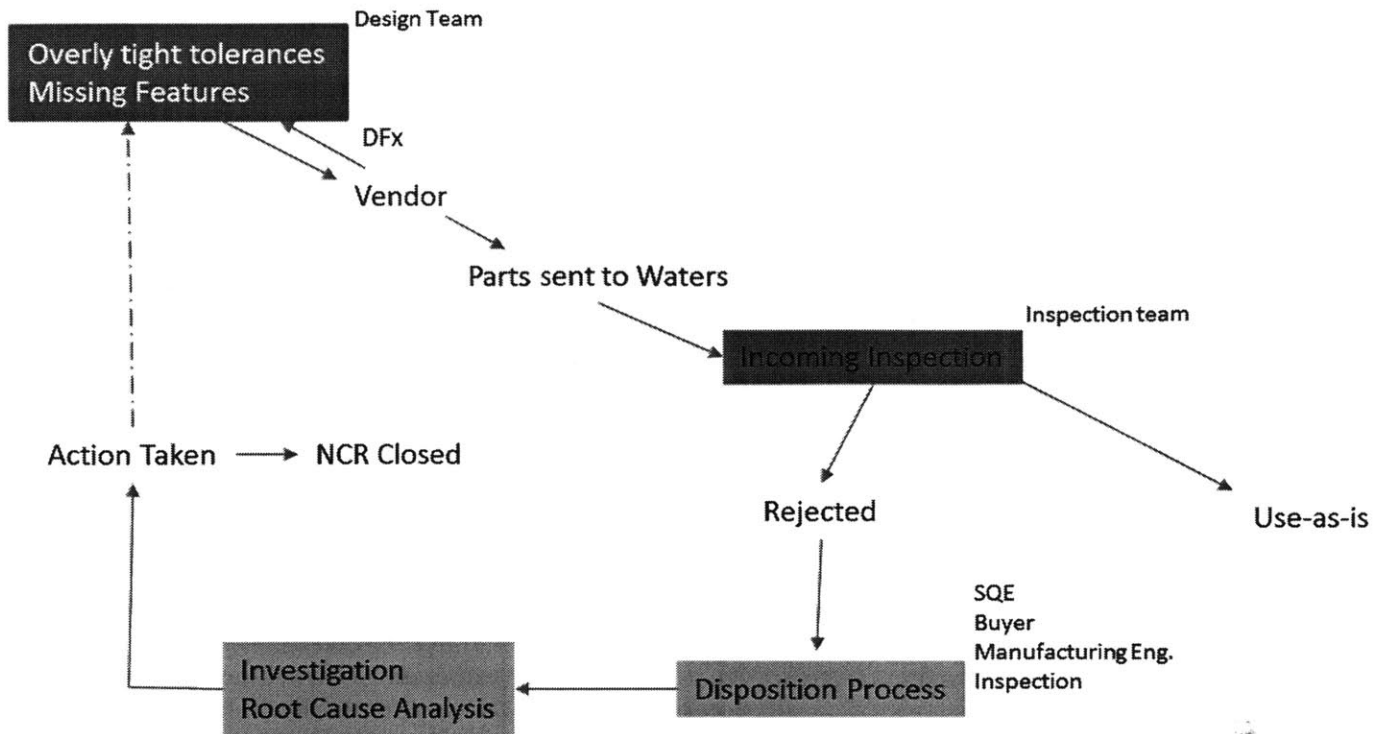 Design Team
Overly tight tolerances
Missing Features
DFx
Vendor
Parts sent to Waters
Inspection team
Incoming Inspection
Action Taken
NCR Closed
Rejected
Use-as-is
SQE
Buyer
Manufacturing Eng.
Inspection
Disposition Process
Investigation
Root Cause Analysis